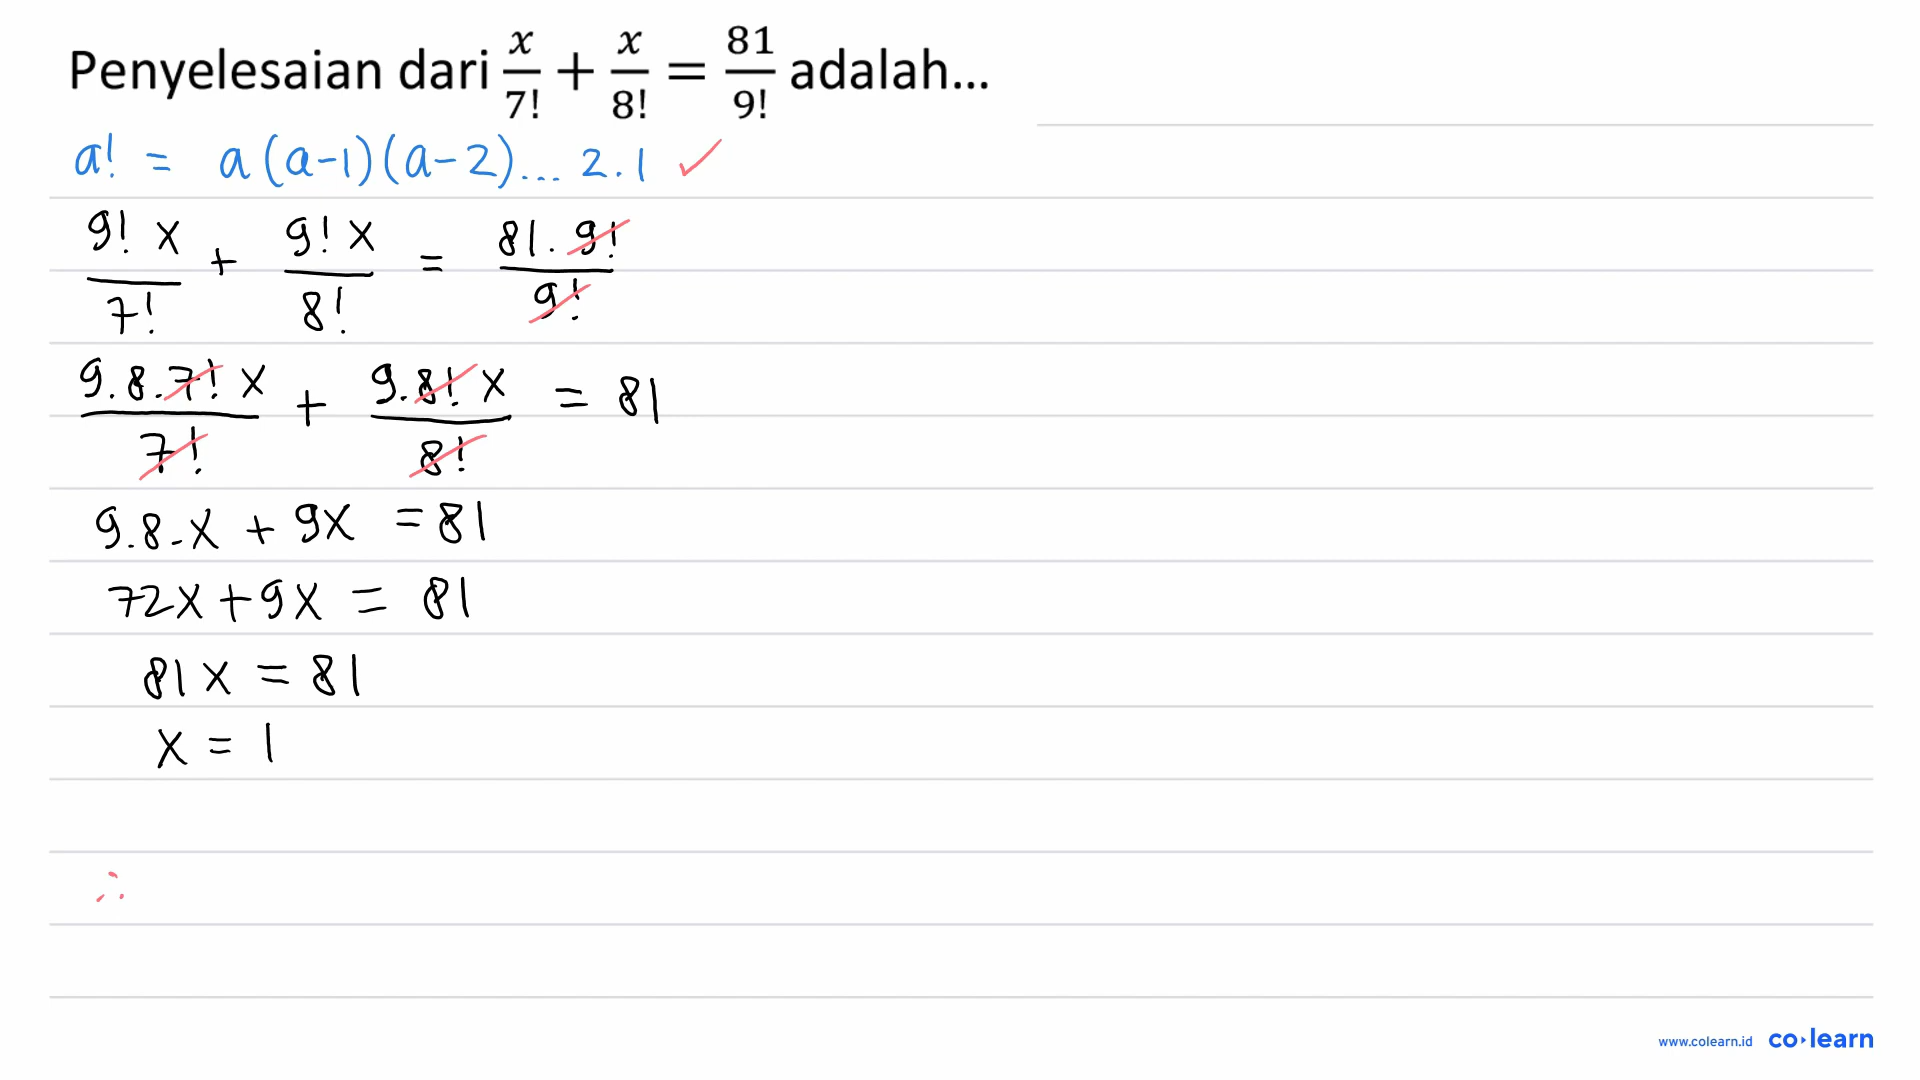 Penyelesaian dari x/7! + x/8! = 81/9! adalah...
a! = a(a-1)(a-2)... 2.1 ✓
9! x/7! + 9! x/8! = 81. 9!/9!
9.8.7! x/7! + 9.8! x/8! = 81
9.8.x + 9x = 81
72x + 9x = 81
81x = 81
x = 1
∴
www.colearn.id co·learn